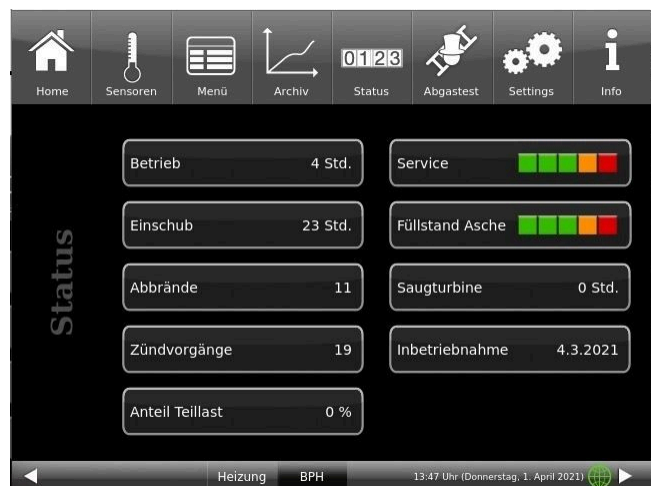 0123
Home Sensoren Menü Archiv Status Abgastest Settings Info
Status
Betrieb 4 Std.
Service
Einschub 23 Std.
Füllstand Asche
Abbrände 11
Saugturbine 0 Std.
Zündvorgänge 19
Inbetriebnahme 4.3.2021
Anteil Teillast 0 %
Heizung BPH 13:47 Uhr (Donnerstag, 1. April 2021)